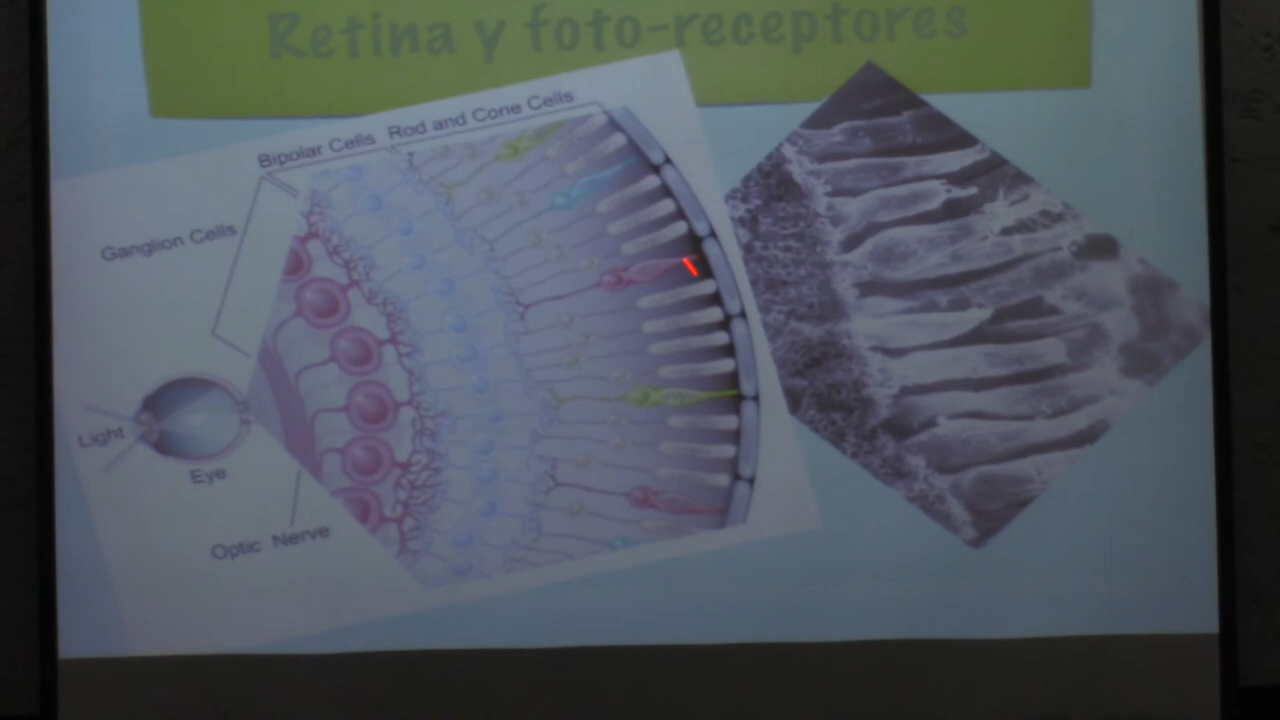 Retina y foto-receptores
Rod and Cone Cells
Bipolar Cells
Ganglion Cells
Light
Eye
Optic Nerve